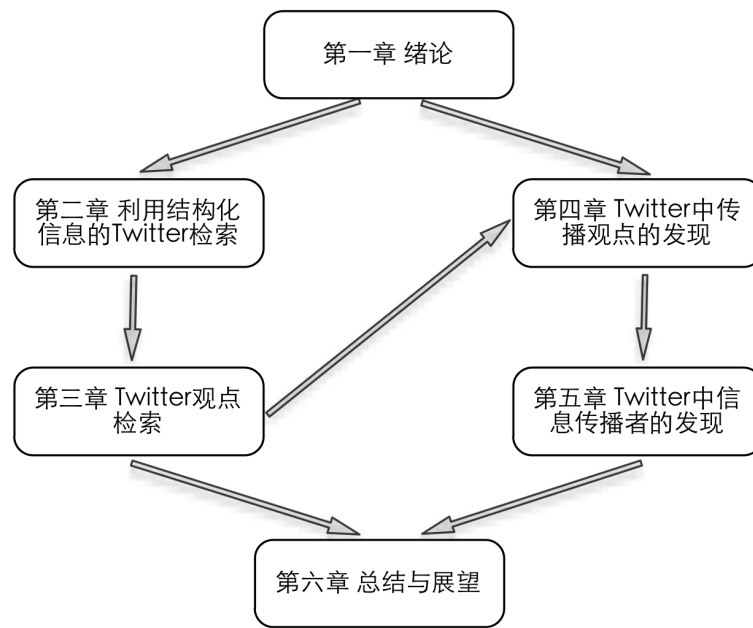 第一章 绪论
第二章 利用结构化
信息的Twitter检索
第四章 Twitter中传
播观点的发现
第三章 Twitter观点
检索
第五章 Twitter中信
息传播者的发现
第六章 总结与展望